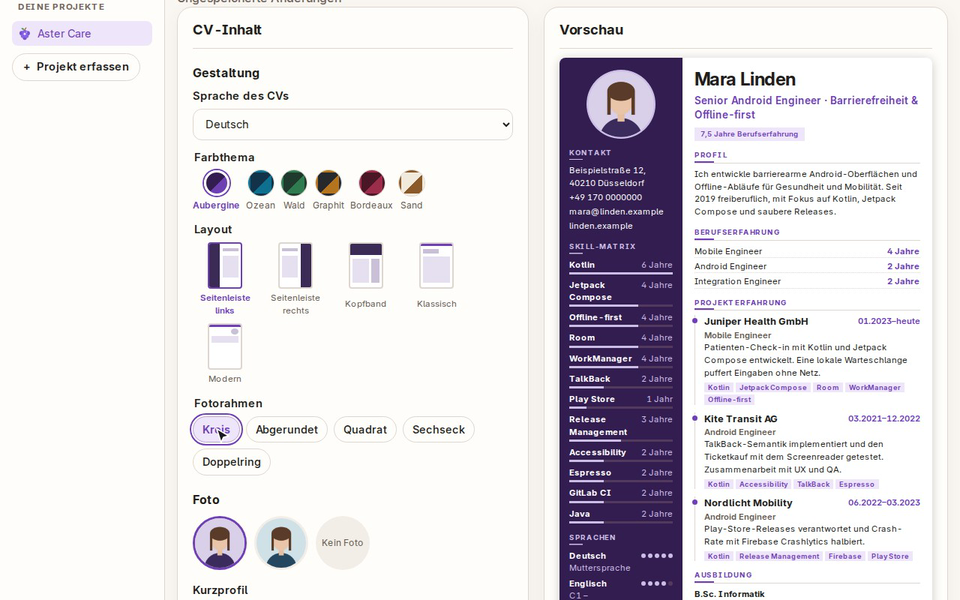 DEINE PROJEKTE
Aster Care
+ Projekt erfassen
Ungespeicherte Änderungen
CV-Inhalt
Gestaltung
Sprache des CVs
Deutsch
Farbthema
Aubergine
Ozean
Wald
Graphit
Bordeaux
Sand
Layout
Seitenleiste
links
Seitenleiste
rechts
Kopfband
Klassisch
Modern
Fotorahmen
Kreis
Abgerundet
Quadrat
Sechseck
Doppelring
Foto
Kein Foto
Kurzprofil
Vorschau
KONTAKT
Beispielstraße 12,
40210 Düsseldorf
+49 170 0000000
mara@linden.example
linden.example
SKILL-MATRIX
Kotlin 6 Jahre
Jetpack 4 Jahre
Compose
Offline-first 4 Jahre
Room 4 Jahre
WorkManager 4 Jahre
TalkBack 2 Jahre
Play Store 1 Jahr
Release 3 Jahre
Management
Accessibility 2 Jahre
Espresso 2 Jahre
GitLab CI 2 Jahre
Java 2 Jahre
SPRACHEN
Deutsch
Muttersprache
Englisch
C1 –
Mara Linden
Senior Android Engineer · Barrierefreiheit &
Offline-first
7,5 Jahre Berufserfahrung
PROFIL
Ich entwickle barrierearme Android-Oberflächen und
Offline-Abläufe für Gesundheit und Mobilität. Seit
2019 freiberuflich, mit Fokus auf Kotlin, Jetpack
Compose und saubere Releases.
BERUFSERFAHRUNG
Mobile Engineer 4 Jahre
Android Engineer 2 Jahre
Integration Engineer 2 Jahre
PROJEKTERFAHRUNG
Juniper Health GmbH 01.2023–heute
Mobile Engineer
Patienten-Check-in mit Kotlin und Jetpack
Compose entwickelt. Eine lokale Warteschlange
puffert Eingaben ohne Netz.
Kotlin Jetpack Compose Room WorkManager
Offline-first
Kite Transit AG 03.2021–12.2022
Android Engineer
TalkBack-Semantik implementiert und den
Ticketkauf mit dem Screenreader getestet.
Zusammenarbeit mit UX und QA.
Kotlin Accessibility TalkBack Espresso
Nordlicht Mobility 06.2022–03.2023
Android Engineer
Play-Store-Releases verantwortet und Crash-
Rate mit Firebase Crashlytics halbiert.
Kotlin Release Management Firebase Play Store
AUSBILDUNG
B.Sc. Informatik